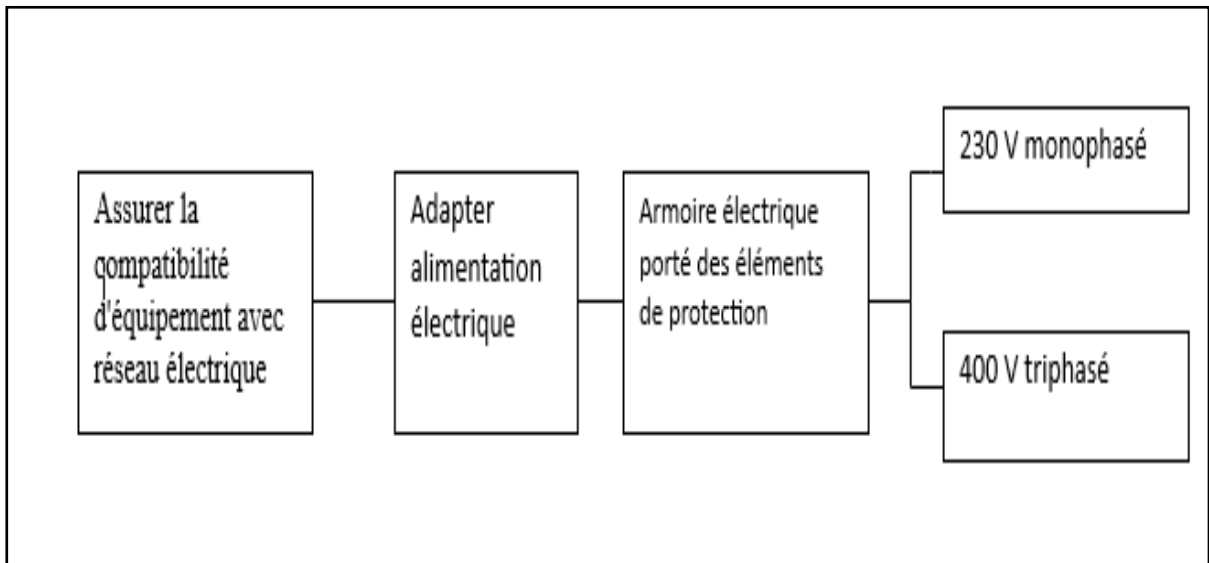 Assurer la
qompatibilité
d'équipement avec
réseau électrique
Adapter
alimentation
électrique
Armoire électrique
porté des éléments
de protection
230 V monophasé
400 V triphasé